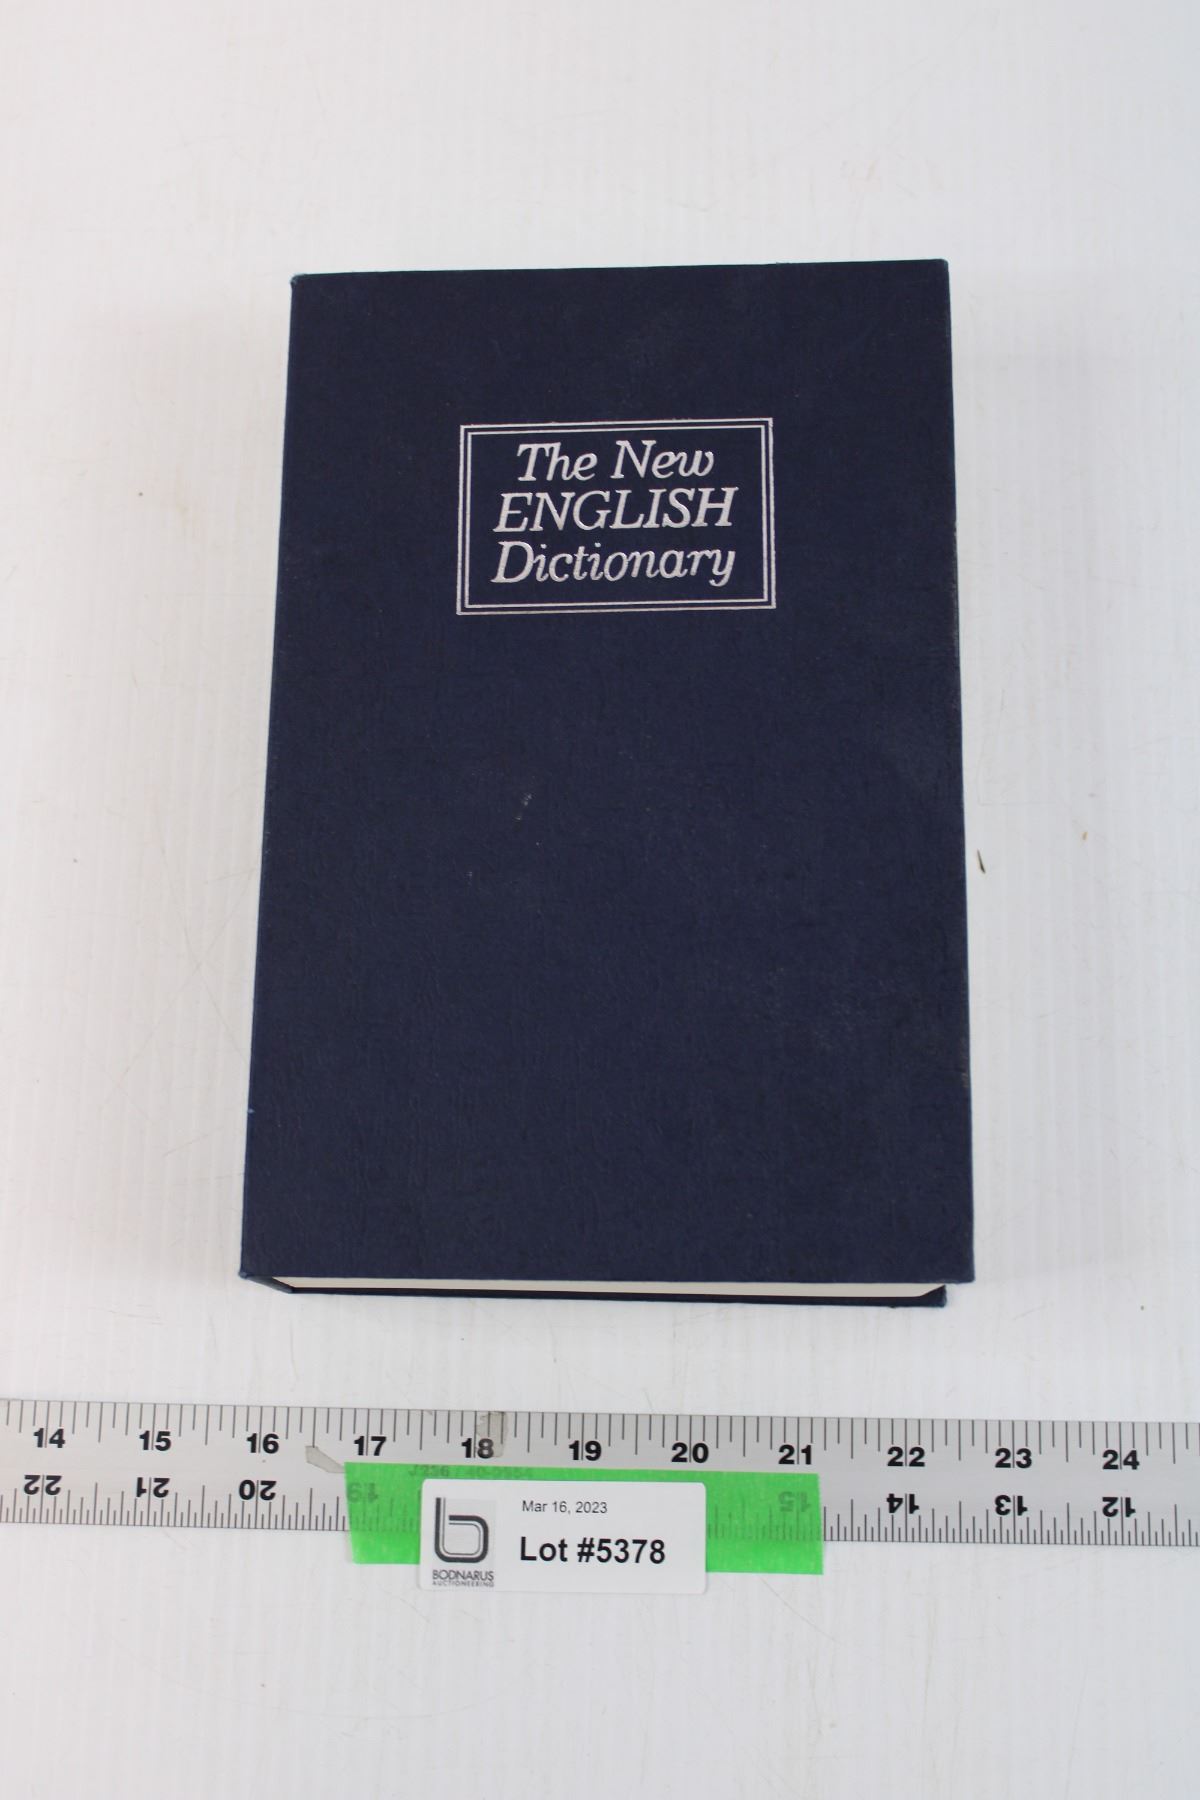 The New
ENGLISH
Dictionary
14 15 16 17 18 19 20 21 22 23 24
22 21 20 19 15 14 13 12
Mar 16, 2023
Lot #5378
BODNARUS
AUCTIONEERING